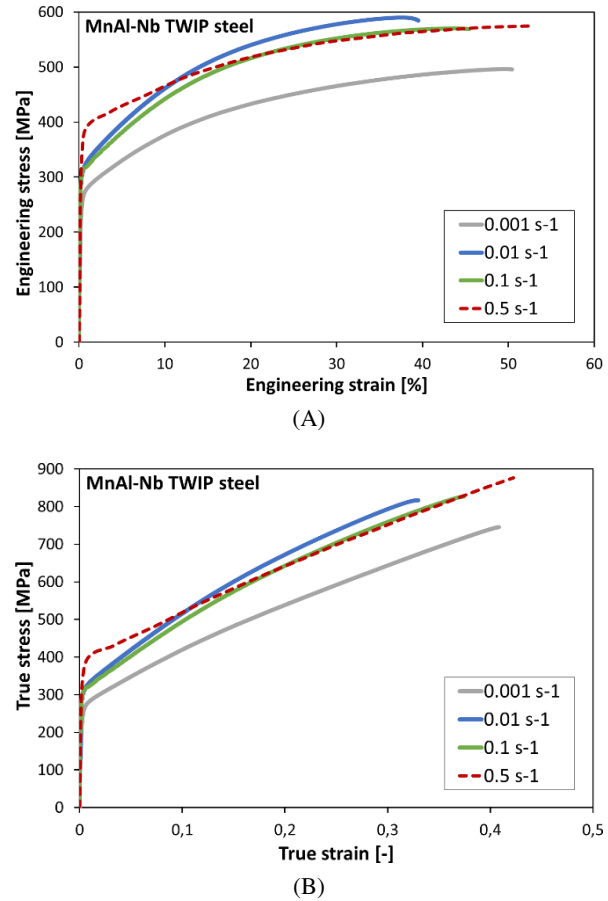 MnAl-Nb TWIP steel
Engineering stress [MPa]
600
500
400
300
200
100
0
0.001 s-1
0.01 s-1
0.1 s-1
0.5 s-1
0 10 20 30 40 50 60
Engineering strain [%]
(A)
MnAl-Nb TWIP steel
True stress [MPa]
900
800
700
600
500
400
300
200
100
0
0.001 s-1
0.01 s-1
0.1 s-1
0.5 s-1
0 0,1 0,2 0,3 0,4 0,5
True strain [-]
(B)